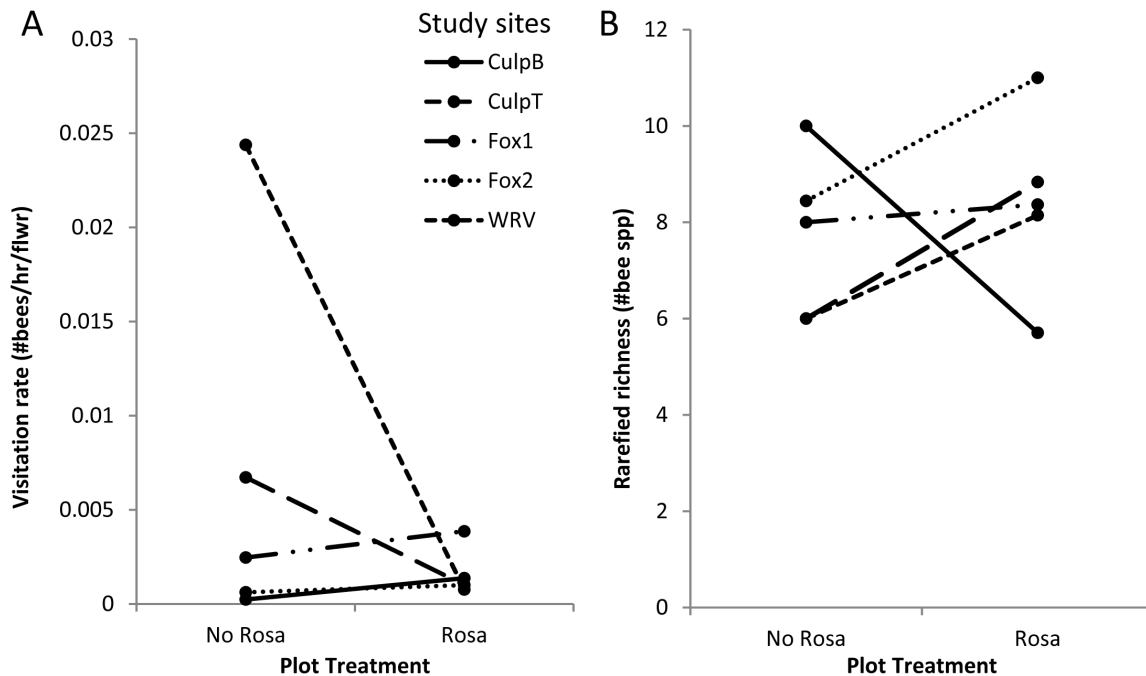 A
Study sites
CulpB
CulpT
Fox1
Fox2
WRV
0.03
0.025
0.02
0.015
0.01
0.005
0
Visitation rate (#bees/hr/flwr)
No Rosa
Rosa
Plot Treatment
B
12
10
8
6
4
2
0
Rarefied richness (#bee spp)
No Rosa
Rosa
Plot Treatment